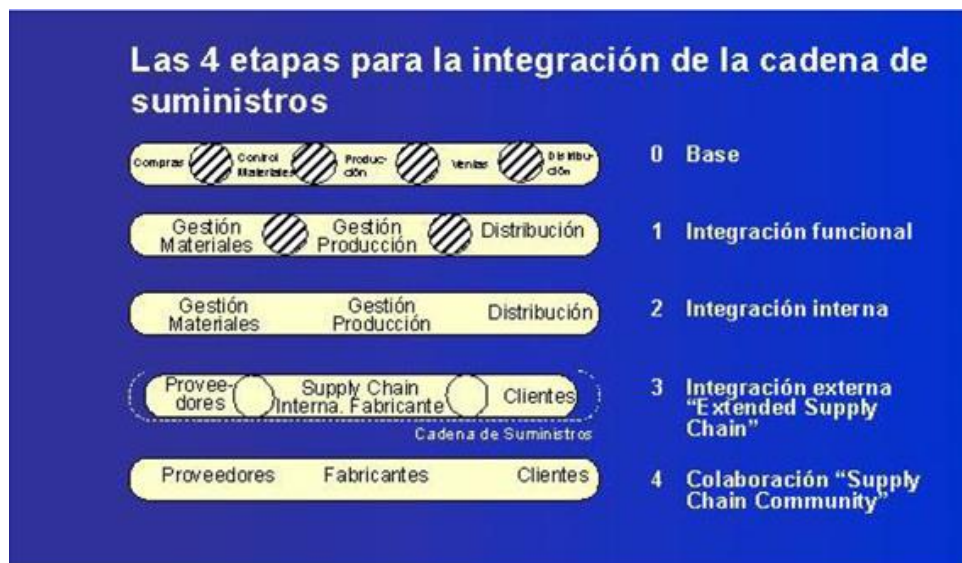 Las 4 etapas para la integración de la cadena de
suministros
Compras
Control
Materiales
Produc-
ción
Ventas
Distribu-
ción
0 Base
Gestión
Materiales
Gestión
Producción
Distribución
1 Integración funcional
Gestión
Materiales
Gestión
Producción
Distribución
2 Integración interna
Provee-
dores
Supply Chain
Interna. Fabricante
Clientes
Cadena de Suministros
3 Integración externa
“Extended Supply
Chain”
Proveedores
Fabricantes
Clientes
4 Colaboración “Supply
Chain Community”